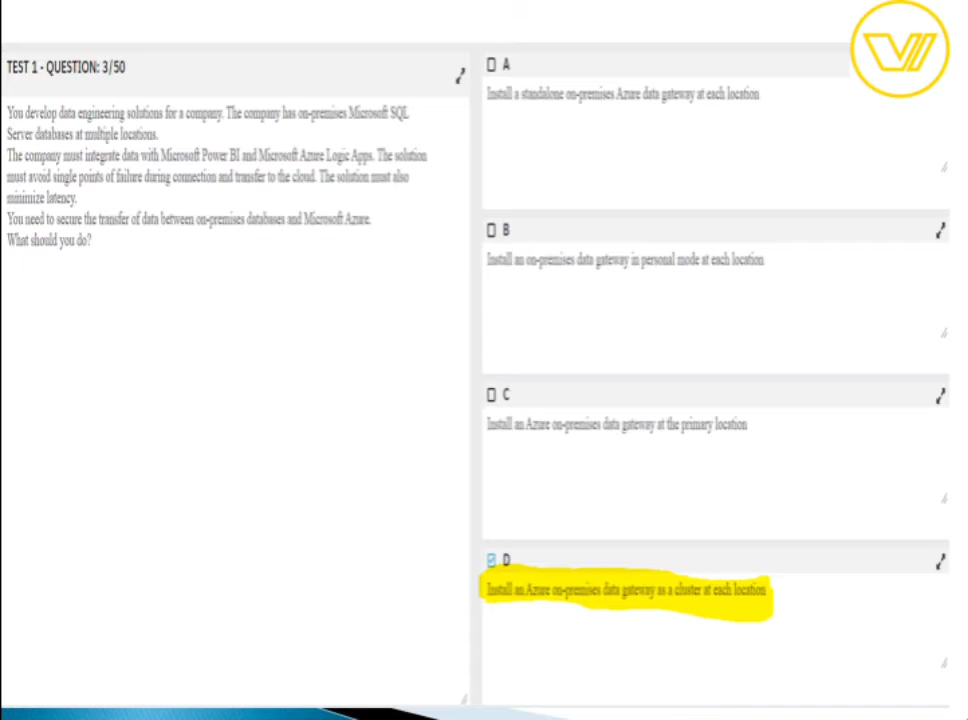 TEST 1 - QUESTION: 3/50
You develop data engineering solutions for a company. The company has on-premises Microsoft SQL
Server databases at multiple locations.
The company must integrate data with Microsoft Power BI and Microsoft Azure Logic Apps. The solution
must avoid single points of failure during connection and transfer to the cloud. The solution must also
minimize latency.
You need to secure the transfer of data between on-premises databases and Microsoft Azure.
What should you do?
A
Install a standalone on-premises Azure data gateway at each location
B
Install an on-premises data gateway in personal mode at each location
C
Install an Azure on-premises data gateway at the primary location
D
Install an Azure on-premises data gateway as a cluster at each location